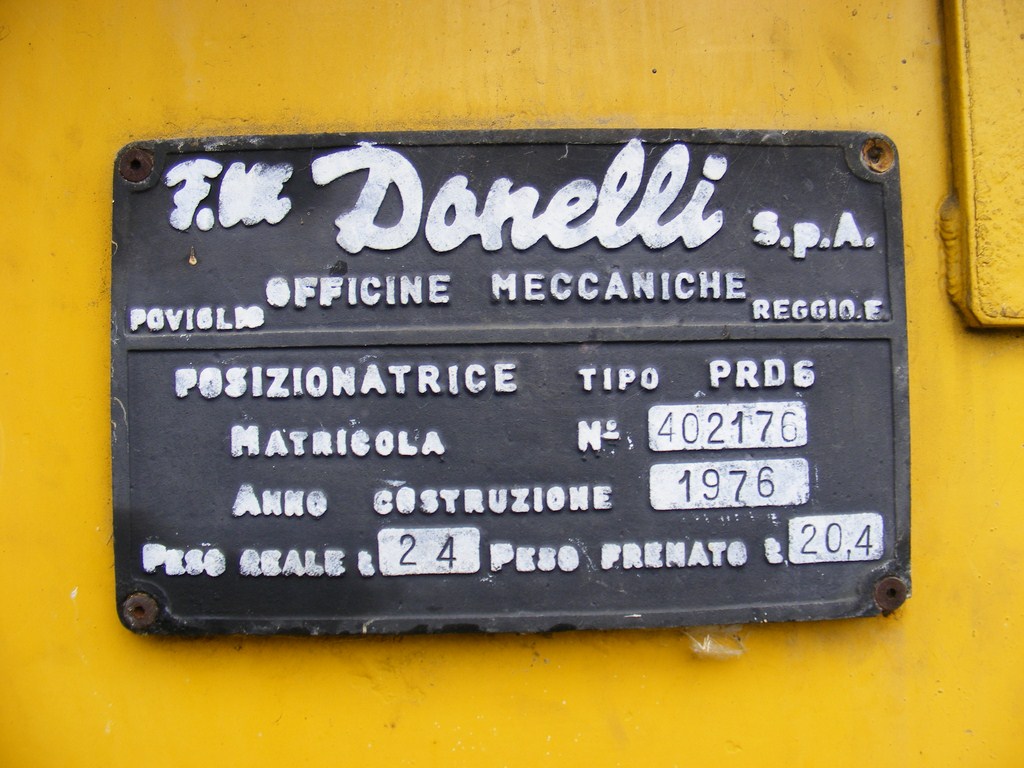 F.lli Donelli S.p.A.
OFFICINE MECCANICHE
POVIGLIO REGGIO.E
POSIZIONATRICE TIPO PRD6
MATRICOLA Nº 402176
ANNO COSTRUZIONE 1976
PESO REALE t 24 PESO FRENATO t 20,4